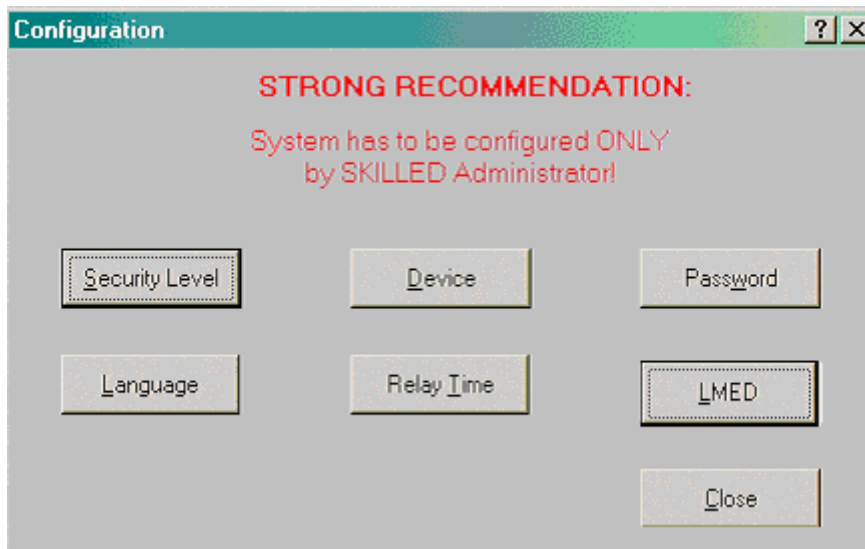 Configuration
STRONG RECOMMENDATION:
System has to be configured ONLY
by SKILLED Administrator!
Security Level
Device
Password
Language
Relay Time
LMED
Close